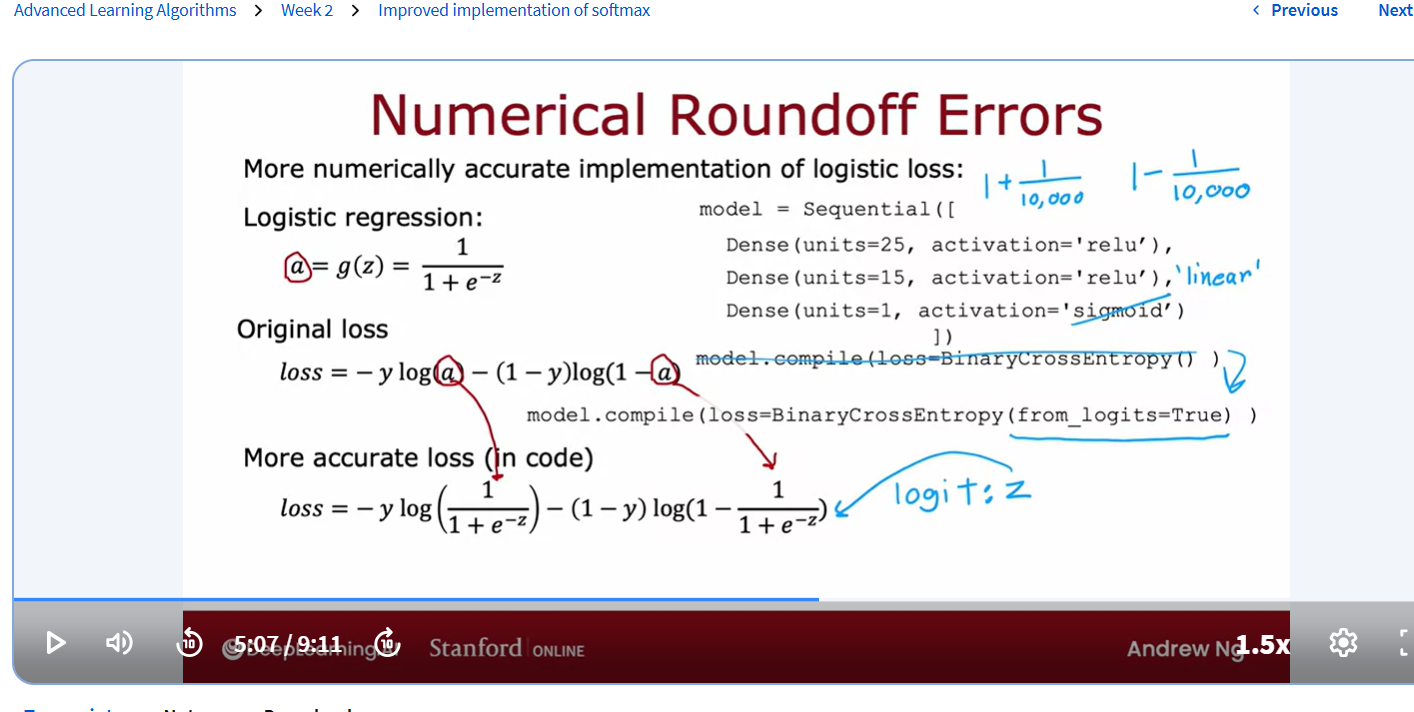 Advanced Learning Algorithms > Week 2 > Improved implementation of softmax < Previous Next
Numerical Roundoff Errors
More numerically accurate implementation of logistic loss:
1 + 1/10,000 1 - 1/10,000
Logistic regression:
a = g(z) = 1/(1 + e^-z)
model = Sequential([
Dense(units=25, activation='relu'),
Dense(units=15, activation='relu'),
'linear'
Dense(units=1, activation='sigmoid')
])
Original loss
loss = − y log(a) − (1 − y)log(1 − a)
model.compile(loss=BinaryCrossEntropy() )
model.compile(loss=BinaryCrossEntropy(from_logits=True) )
More accurate loss (in code)
loss = − y log(1/(1 + e^-z)) − (1 − y) log(1 − 1/(1 + e^-z))
logit: z
10 5:07 / 9:11 10
DeepLearning
Stanford ONLINE
Andrew Ng
1.5x